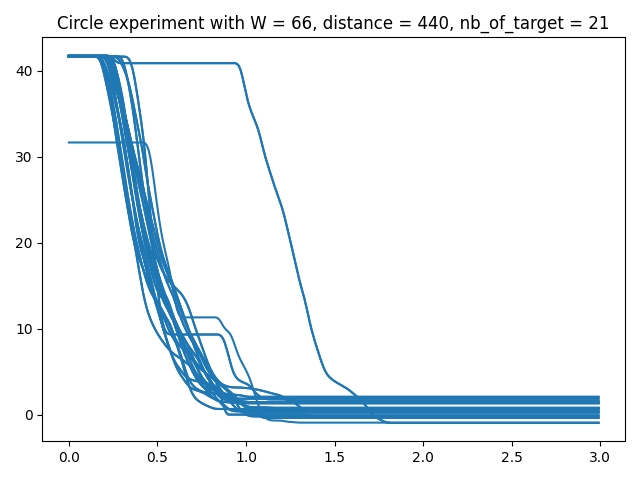 Circle experiment with W = 66, distance = 440, nb_of_target = 21
40
30
20
10
0
0.0 0.5 1.0 1.5 2.0 2.5 3.0